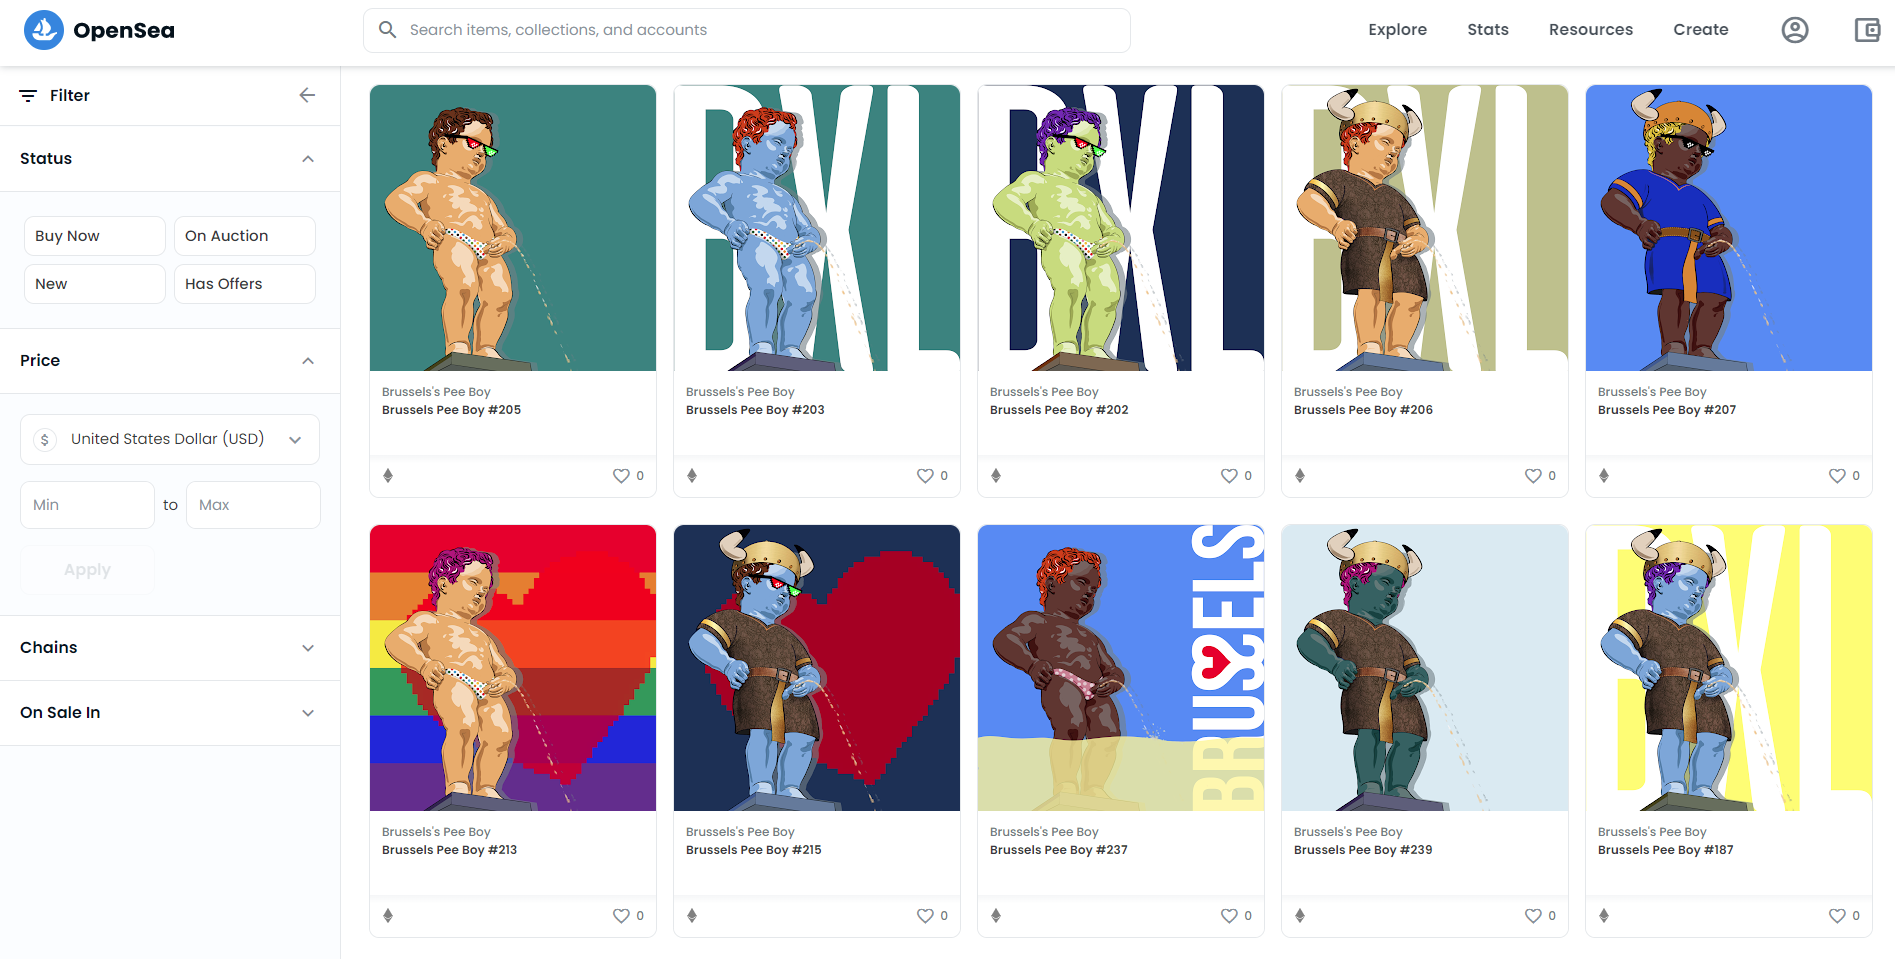 OpenSea
Search items, collections, and accounts
Explore
Stats
Resources
Create
Filter
Status
Buy Now
On Auction
New
Has Offers
Price
$ United States Dollar (USD)
Min
to
Max
Apply
Chains
On Sale In
Brussels's Pee Boy
Brussels Pee Boy #205
0
BXL
Brussels's Pee Boy
Brussels Pee Boy #203
0
BXL
Brussels's Pee Boy
Brussels Pee Boy #202
0
BXL
Brussels's Pee Boy
Brussels Pee Boy #206
0
Brussels's Pee Boy
Brussels Pee Boy #207
0
Brussels's Pee Boy
Brussels Pee Boy #213
0
Brussels's Pee Boy
Brussels Pee Boy #215
0
BRUSSELS
Brussels's Pee Boy
Brussels Pee Boy #237
0
Brussels's Pee Boy
Brussels Pee Boy #239
0
BXL
Brussels's Pee Boy
Brussels Pee Boy #187
0